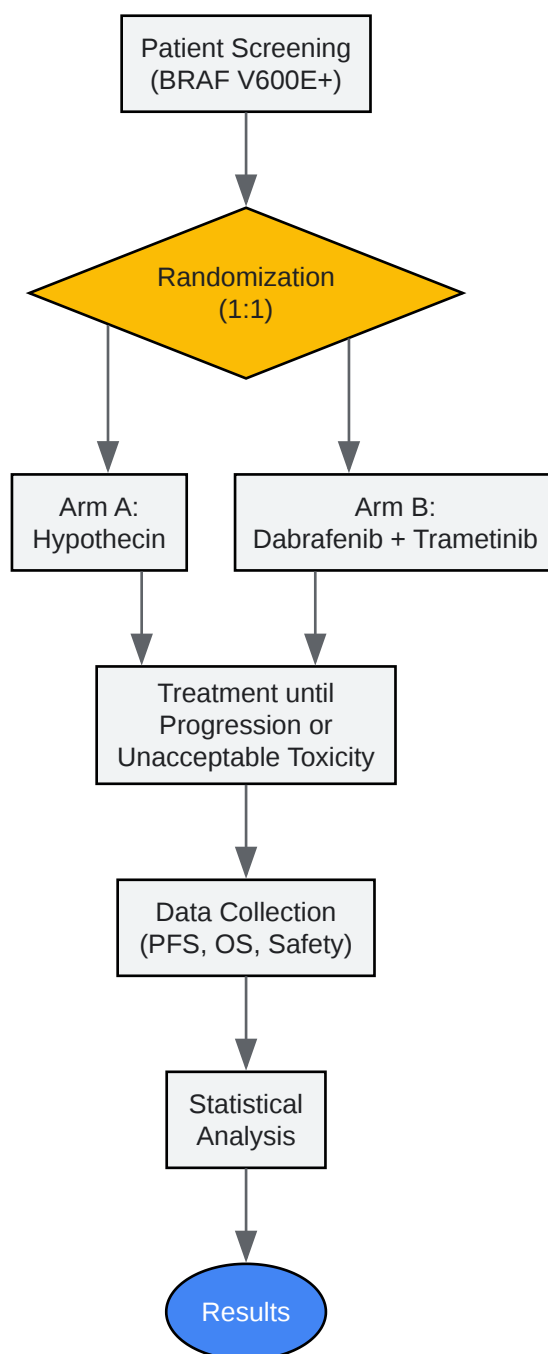 Patient Screening
(BRAF V600E+)
Randomization
(1:1)
Arm A:
Hypothecin
Arm B:
Dabrafenib + Trametinib
Treatment until
Progression or
Unacceptable Toxicity
Data Collection
(PFS, OS, Safety)
Statistical
Analysis
Results